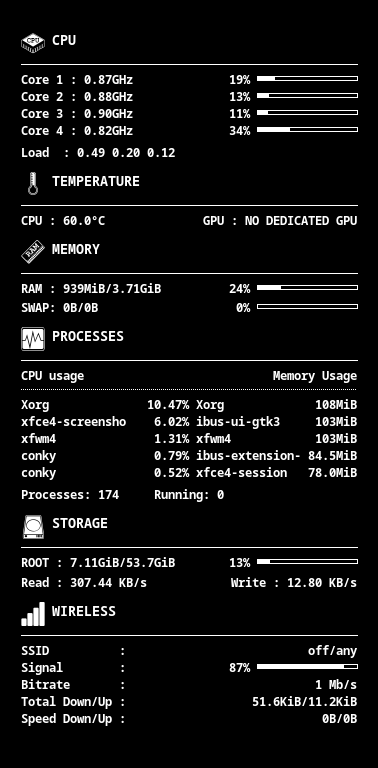 CPU
Core 1 : 0.87GHz 19%
Core 2 : 0.88GHz 13%
Core 3 : 0.90GHz 11%
Core 4 : 0.82GHz 34%
Load  : 0.49 0.20 0.12
TEMPERATURE
CPU : 60.0°C GPU : NO DEDICATED GPU
RAM MEMORY
RAM : 939MiB/3.71GiB 24%
SWAP: 0B/0B 0%
PROCESSES
CPU usage Memory Usage
Xorg 10.47% Xorg 108MiB
xfce4-screensho 6.02% ibus-ui-gtk3 103MiB
xfwm4 1.31% xfwm4 103MiB
conky 0.79% ibus-extension- 84.5MiB
conky 0.52% xfce4-session 78.0MiB
Processes: 174 Running: 0
STORAGE
ROOT : 7.11GiB/53.7GiB 13%
Read : 307.44 KB/s Write : 12.80 KB/s
WIRELESS
SSID : off/any
Signal : 87%
Bitrate : 1 Mb/s
Total Down/Up : 51.6KiB/11.2KiB
Speed Down/Up : 0B/0B